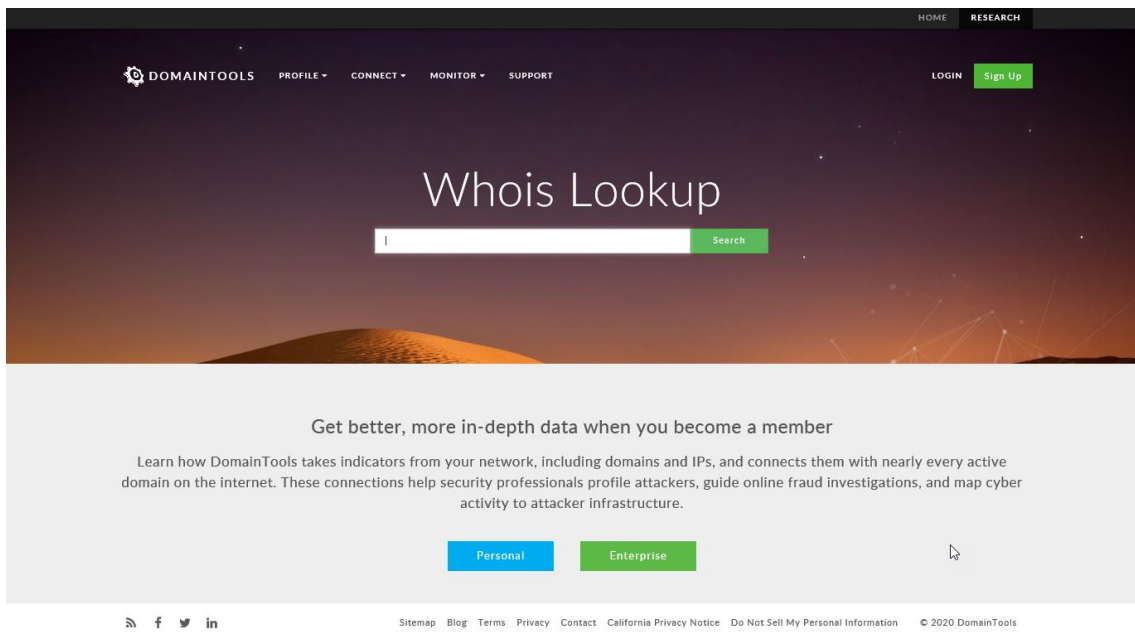 HOME RESEARCH
DOMAINTOOLS PROFILE CONNECT MONITOR SUPPORT LOGIN Sign Up
Whois Lookup
Search
Get better, more in-depth data when you become a member
Learn how DomainTools takes indicators from your network, including domains and IPs, and connects them with nearly every active
domain on the internet. These connections help security professionals profile attackers, guide online fraud investigations, and map cyber
activity to attacker infrastructure.
Personal Enterprise
Sitemap Blog Terms Privacy Contact California Privacy Notice Do Not Sell My Personal Information © 2020 DomainTools